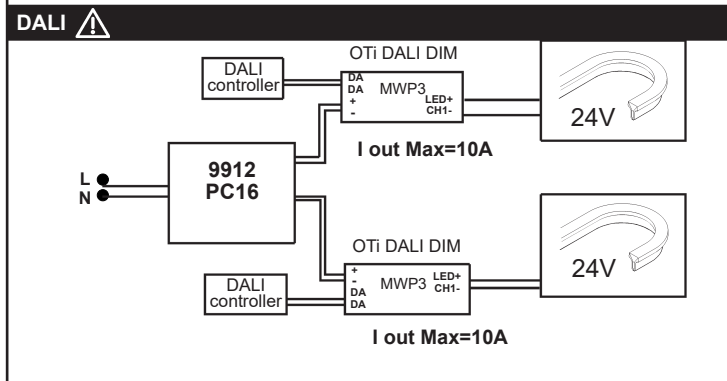 DALI
OTi DALI DIM
DALI
controller
DA
DA
+
-
MWP3
LED+
CH1-
24V
I out Max=10A
L
N
9912
PC16
OTi DALI DIM
+
-
DA
DA
MWP3
LED+
CH1-
24V
DALI
controller
I out Max=10A